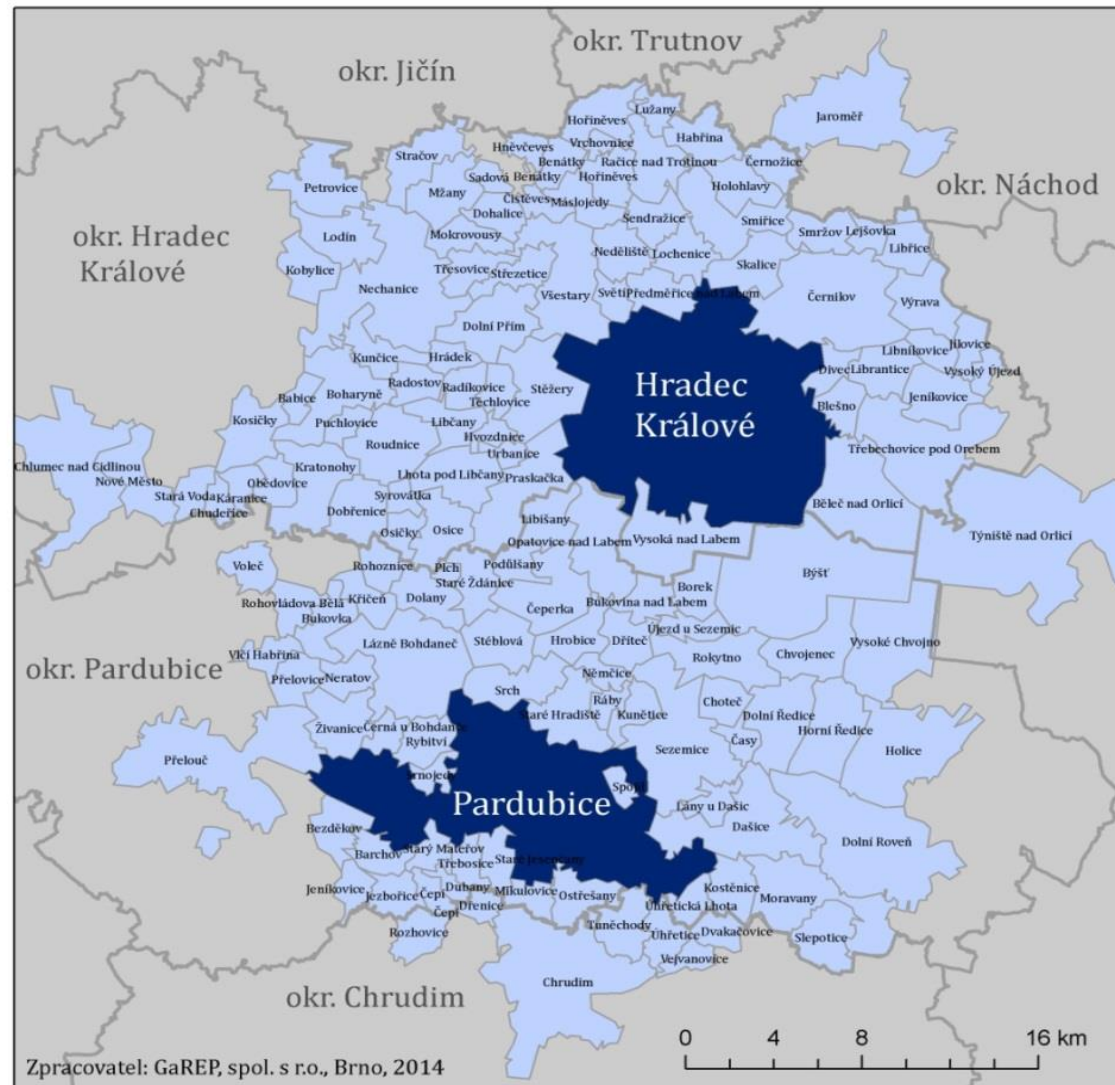 okr. Trutnov
okr. Jičín
Lužany
Hořiněves
Jaroměř
Habřina
Vrchovnice
Hněvčeves
Stračov
Benátky
Račice nad Trotinou
Černožice
Sadová
Benátky
Hořiněves
Petrovice
Mžany
Holohlavy
okr. Náchod
Čistěves
Máslojedy
Dohalice
Sendražice
Smiřice
okr. Hradec
Králové
Lodín
Mokrovousy
Smržov
Lejšovka
Libřice
Neděliště
Lochenice
Kobylice
Třesovice
Střezetice
Skalice
Nechanice
Všestary
Světí
Předměřice nad Labem
Černilov
Výrava
Dolní Přím
Kunčice
Hrádek
Libníkovice
Jílovice
Divec
Librantice
Vysoký Újezd
Hradec
Králové
Radostov
Radíkovice
Stěžery
Babice
Boharyně
Těchlovice
Jeníkovice
Blešno
Kosičky
Puchlovice
Libčany
Hvozdnice
Roudnice
Třebechovice pod Orebem
Urbanice
Chlumec nad Cidlinou
Kratonohy
Lhota pod Libčany
Praskačka
Nové Město
Obědovice
Stará Voda
Káranice
Syrovátka
Chudeřice
Dobřenice
Běleč nad Orlicí
Libišany
Osičky
Osice
Týniště nad Orlicí
Opatovice nad Labem
Vysoká nad Labem
Voleč
Rohoznice
Plch
Podůlšany
Býšť
Staré Ždánice
Borek
Rohovládova Bělá
Křičeň
Dolany
Bukovka
Čeperka
Bukovina nad Labem
Újezd u Sezemic
Lázně Bohdaneč
Stéblová
Hrobice
Dříteč
Vysoké Chvojno
Vlčí Habřina
Rokytno
Chvojenec
okr. Pardubice
Přelovice
Neratov
Němčice
Srch
Ráby
Choteč
Staré Hradiště
Kunětice
Dolní Ředice
Živanice
Černá u Bohdanče
Časy
Horní Ředice
Rybitví
Sezemice
Holice
Přelouč
Srnojedy
Spojil
Pardubice
Lány u Dašic
Bezděkov
Dašice
Dolní Roveň
Barchov
Starý Mateřov
Třebosice
Staré Jesenčany
Jeníkovice
Jezbořice
Čepí
Dubany
Mikulovice
Ostřešany
Kostěnice
Moravany
Čepí
Dřenice
Úhřetická Lhota
Rozhovice
Tuněchody
Úhřetice
Dvakačovice
Slepotice
Vejvanovice
Chrudim
okr. Chrudim
0 4 8 16 km
Zpracovatel: GaREP, spol. s r.o., Brno, 2014